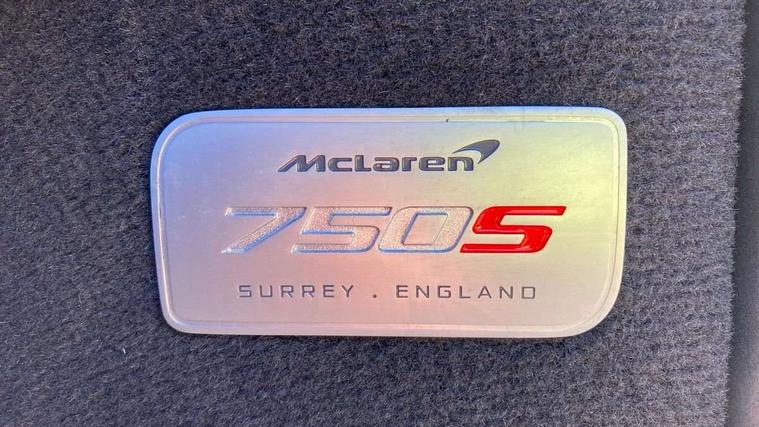 McLaren
750S
SURREY . ENGLAND